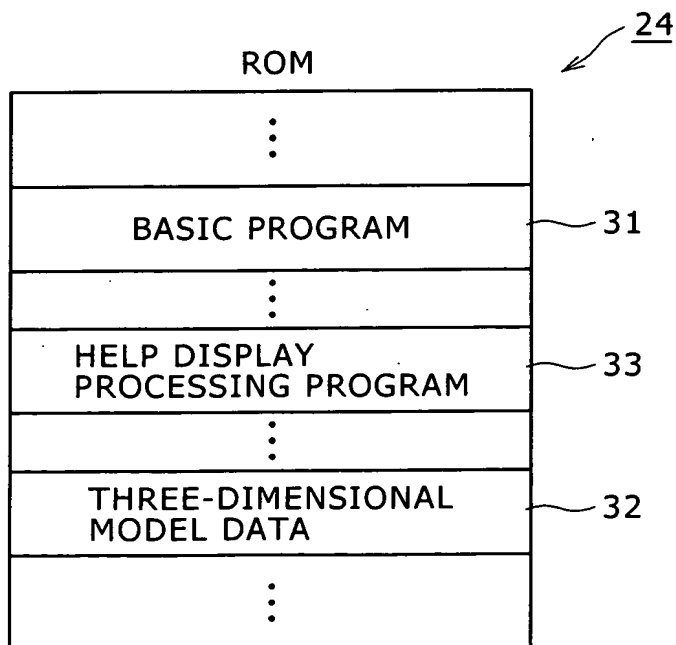 24
ROM
BASIC PROGRAM
31
HELP DISPLAY
PROCESSING PROGRAM
33
THREE-DIMENSIONAL
MODEL DATA
32